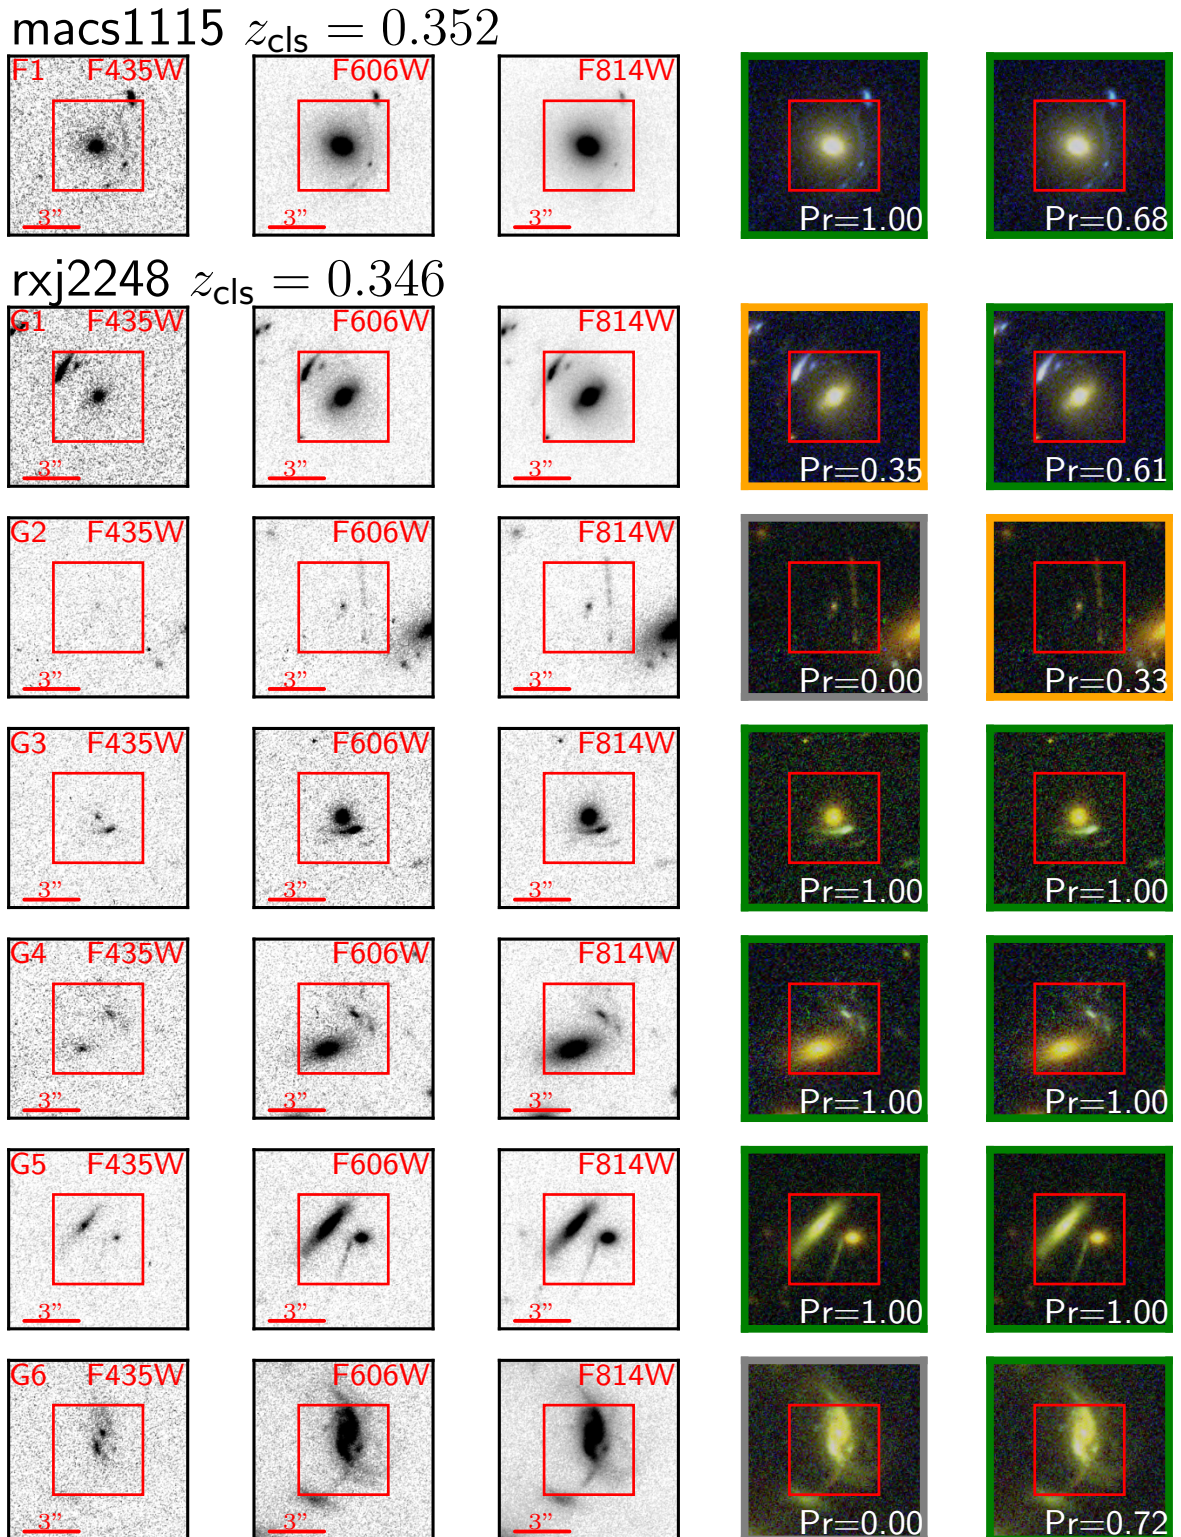 macs1115 z_cls = 0.352
F1 F435W F606W F814W
3” 3” 3” Pr=1.00 Pr=0.68
rxj2248 z_cls = 0.346
G1 F435W F606W F814W
3” 3” 3” Pr=0.35 Pr=0.61
G2 F435W F606W F814W
3” 3” 3” Pr=0.00 Pr=0.33
G3 F435W F606W F814W
3” 3” 3” Pr=1.00 Pr=1.00
G4 F435W F606W F814W
3” 3” 3” Pr=1.00 Pr=1.00
G5 F435W F606W F814W
3” 3” 3” Pr=1.00 Pr=1.00
G6 F435W F606W F814W
3” 3” 3” Pr=0.00 Pr=0.72